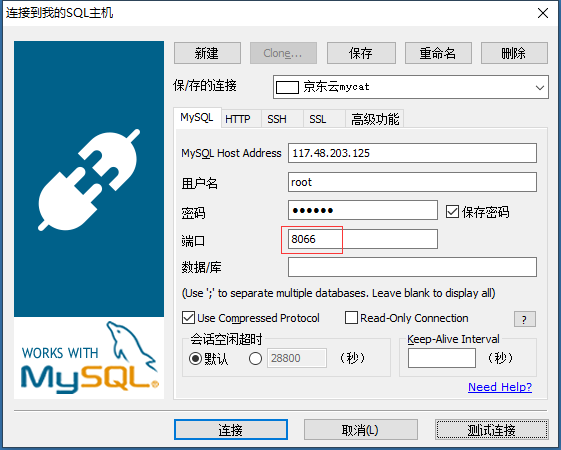 连接到我的SQL主机
新建
Clone...
保存
重命名
删除
保/存的连接
京东云mycat
MySQL
HTTP
SSH
SSL
高级功能
MySQL Host Address
117.48.203.125
用户名
root
密码
●●●●●●
保存密码
端口
8066
数据/库
(Use ';' to separate multiple databases. Leave blank to display all)
Use Compressed Protocol
Read-Only Connection
?
会话空闲超时
默认
28800
（秒）
Keep-Alive Interval
（秒）
Need Help?
WORKS WITH
MySQL®
连接
取消(L)
测试连接